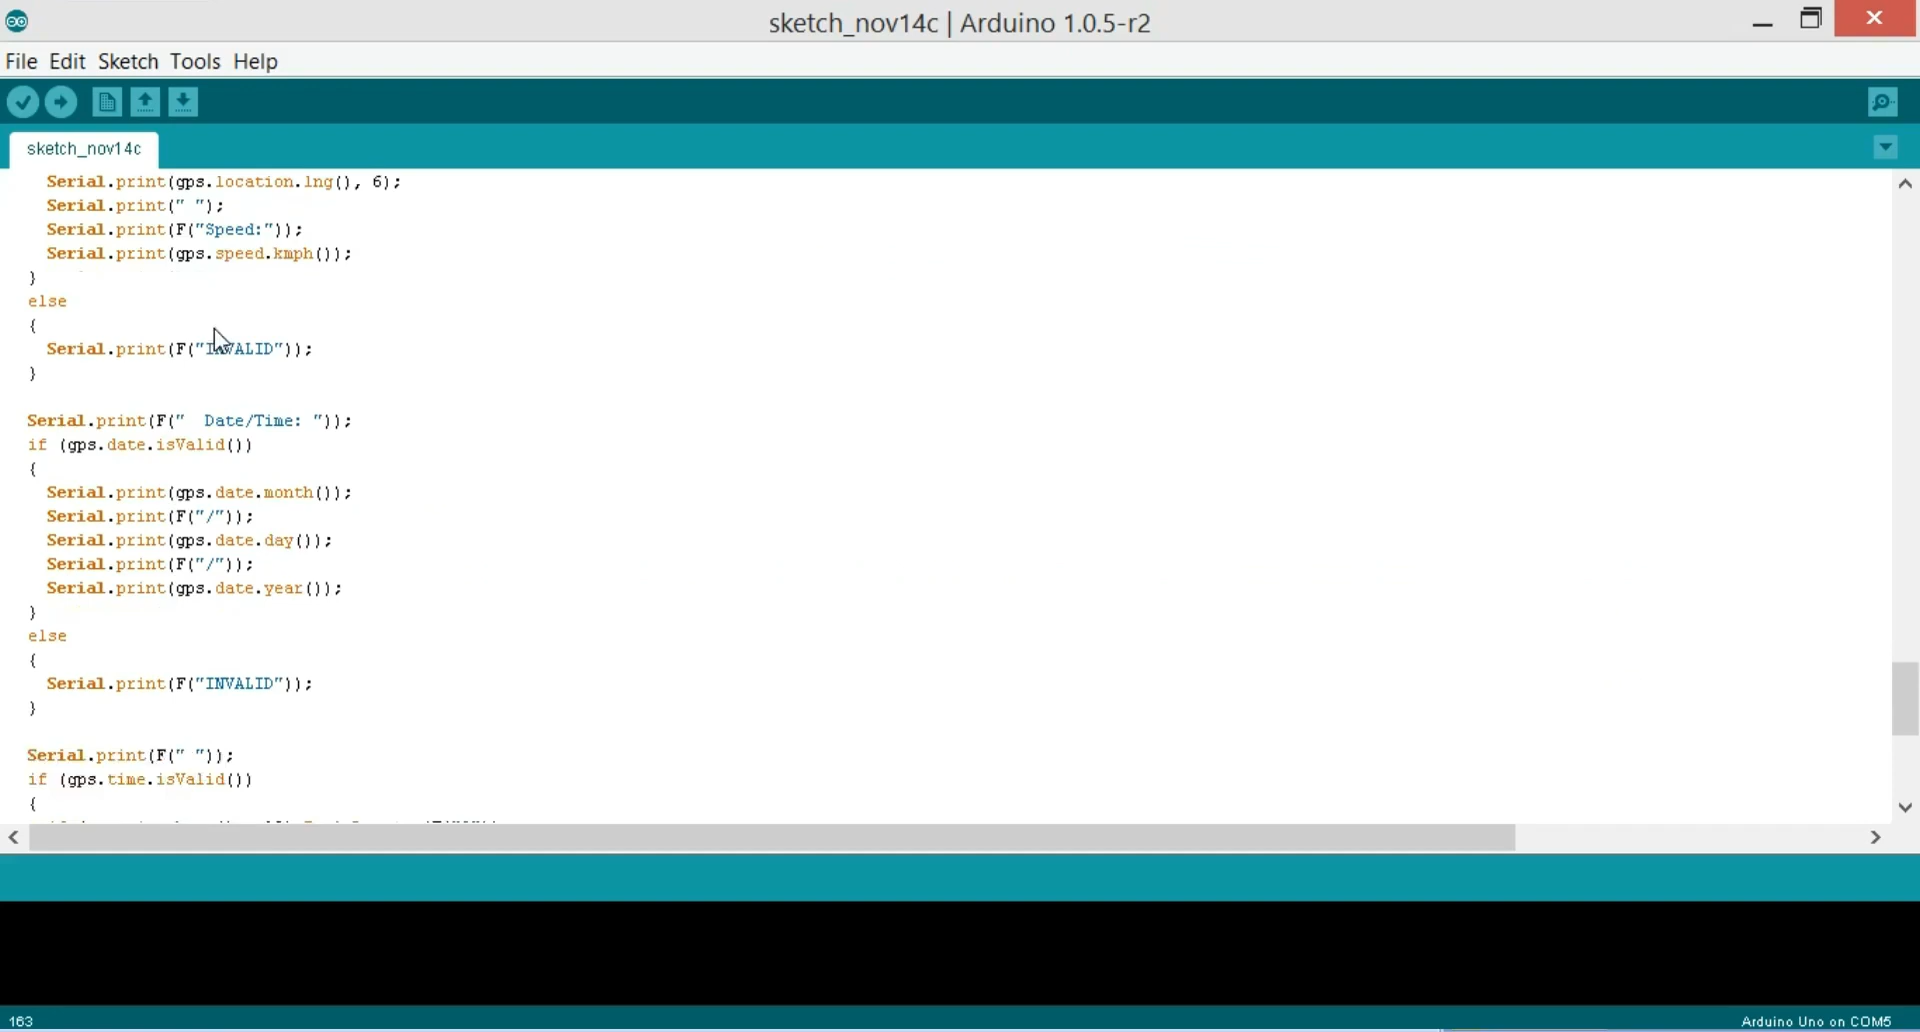 sketch_nov14c | Arduino 1.0.5-r2
File Edit Sketch Tools Help
sketch_nov14c
Serial.print(gps.location.lng(), 6);
Serial.print(" ");
Serial.print(F("Speed:"));
Serial.print(gps.speed.kmph());
}
else
{
Serial.print(F("INVALID"));
}
Serial.print(F("  Date/Time: "));
if (gps.date.isValid())
{
Serial.print(gps.date.month());
Serial.print(F("/"));
Serial.print(gps.date.day());
Serial.print(F("/"));
Serial.print(gps.date.year());
}
else
{
Serial.print(F("INVALID"));
}
Serial.print(F(" "));
if (gps.time.isValid())
{
163
Arduino Uno on COM5